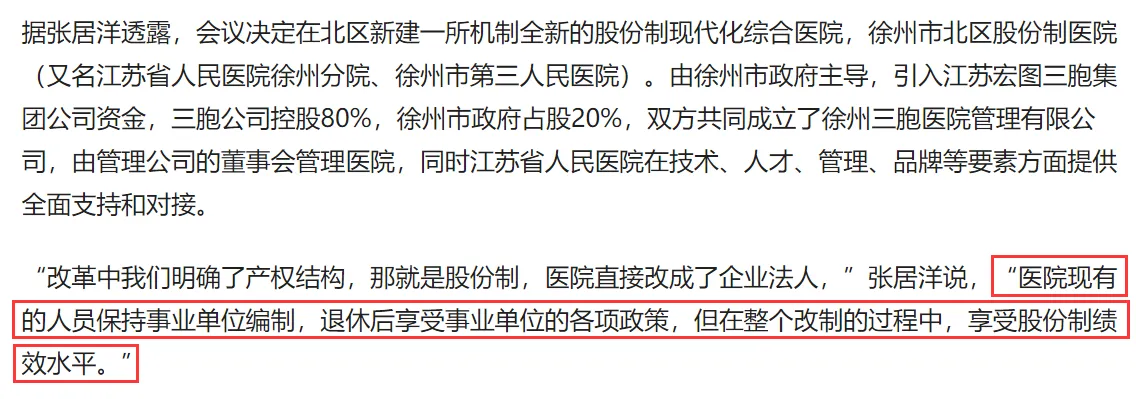 据张居洋透露，会议决定在北区新建一所机制全新的股份制现代化综合医院，徐州市北区股份制医院
（又名江苏省人民医院徐州分院、徐州市第三人民医院）。由徐州市政府主导，引入江苏宏图三胞集
团公司资金，三胞公司控股80%，徐州市政府占股20%，双方共同成立了徐州三胞医院管理有限公
司，由管理公司的董事会管理医院，同时江苏省人民医院在技术、人才、管理、品牌等要素方面提供
全面支持和对接。
“改革中我们明确了产权结构，那就是股份制，医院直接改成了企业法人，”张居洋说，“医院现有
的人员保持事业单位编制，退休后享受事业单位的各项政策，但在整个改制的过程中，享受股份制绩
效水平。”